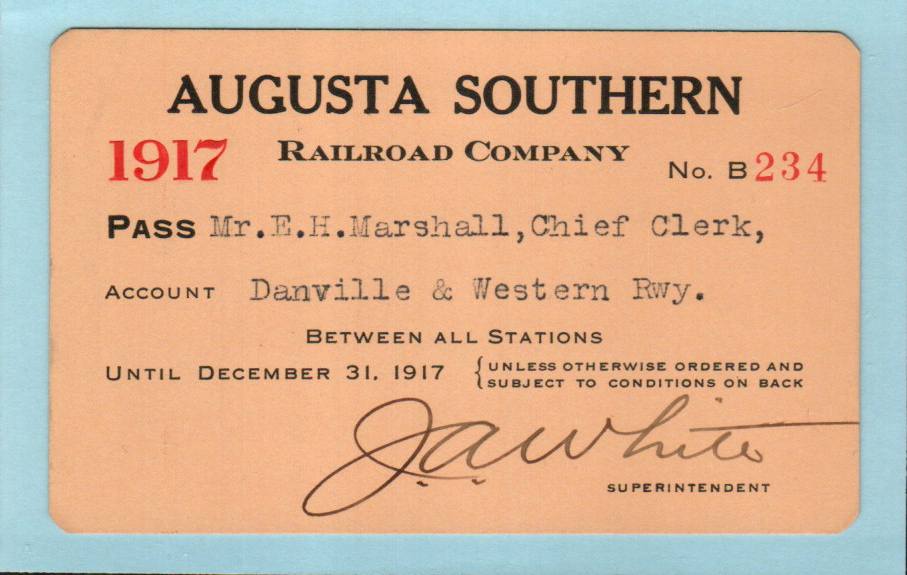 AUGUSTA SOUTHERN
1917 RAILROAD COMPANY No. B 234
PASS Mr.E.H.Marshall,Chief Clerk,
ACCOUNT Danville & Western Rwy.
BETWEEN ALL STATIONS
UNTIL DECEMBER 31, 1917 { UNLESS OTHERWISE ORDERED AND
SUBJECT TO CONDITIONS ON BACK
J.A. White
SUPERINTENDENT